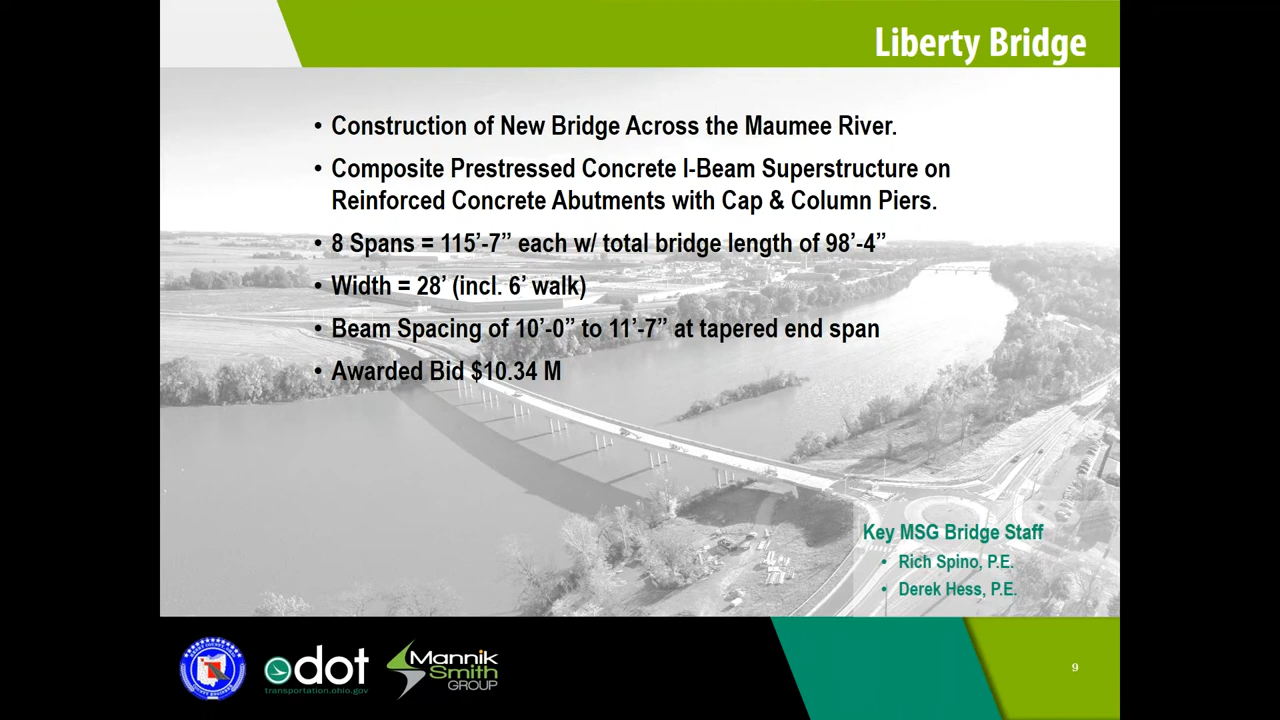 Liberty Bridge
• Construction of New Bridge Across the Maumee River.
• Composite Prestressed Concrete I-Beam Superstructure on
Reinforced Concrete Abutments with Cap & Column Piers.
• 8 Spans = 115’-7” each w/ total bridge length of 98’-4”
• Width = 28’ (incl. 6’ walk)
• Beam Spacing of 10’-0” to 11’-7” at tapered end span
• Awarded Bid $10.34 M
Key MSG Bridge Staff
• Rich Spino, P.E.
• Derek Hess, P.E.
odot
transportation.ohio.gov
Mannik
Smith
GROUP
9